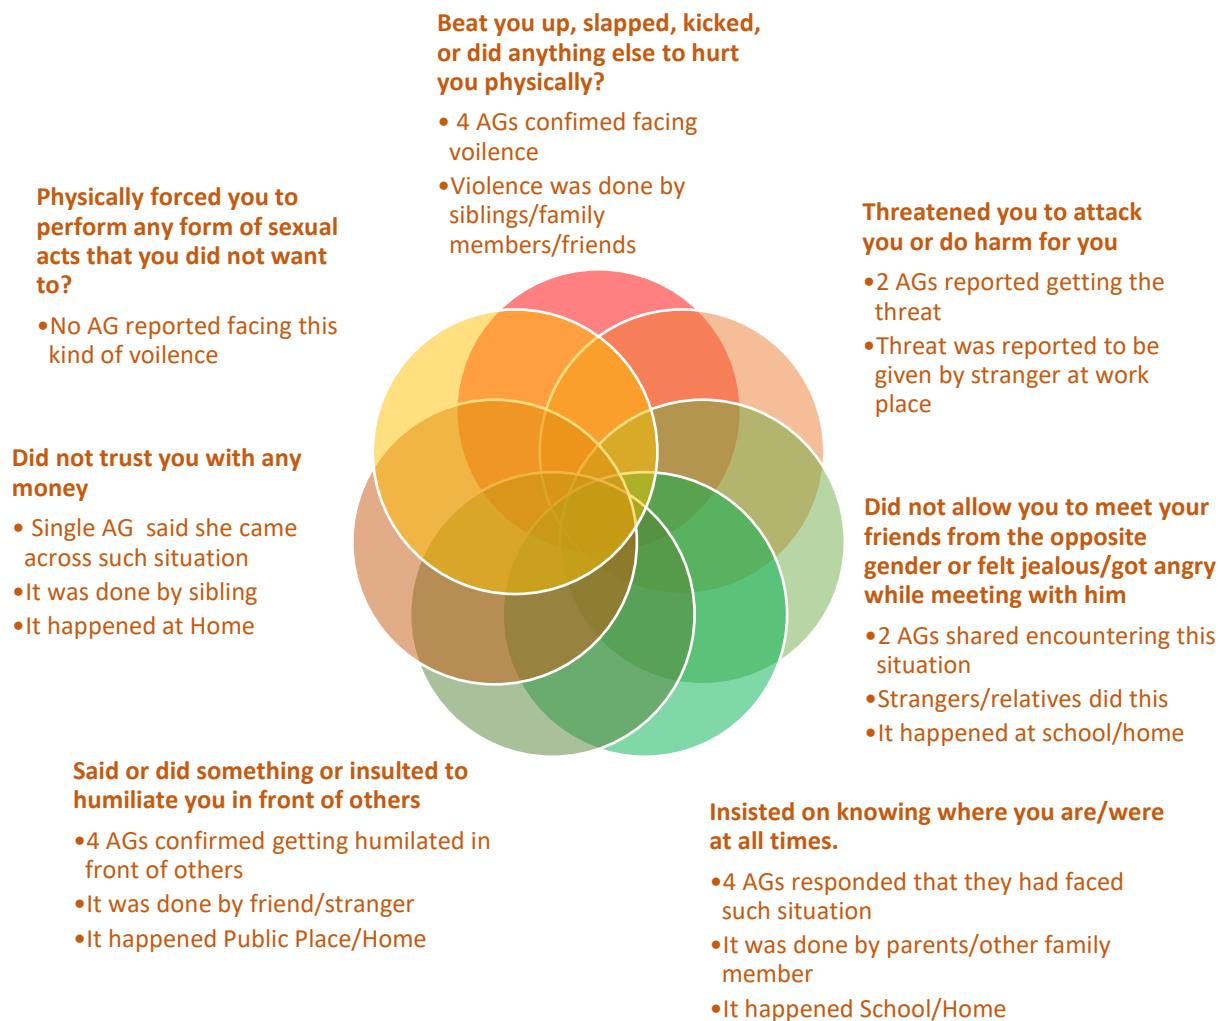 Beat you up, slapped, kicked,
or did anything else to hurt
you physically?
• 4 AGs confimed facing
voilence
•Violence was done by
siblings/family
members/friends
Threatened you to attack
you or do harm for you
•2 AGs reported getting the
threat
•Threat was reported to be
given by stranger at work
place
Did not allow you to meet your
friends from the opposite
gender or felt jealous/got angry
while meeting with him
•2 AGs shared encountering this
situation
•Strangers/relatives did this
•It happened at school/home
Insisted on knowing where you are/were
at all times.
•4 AGs responded that they had faced
such situation
•It was done by parents/other family
member
•It happened School/Home
Said or did something or insulted to
humiliate you in front of others
•4 AGs confirmed getting humilated in
front of others
•It was done by friend/stranger
•It happened Public Place/Home
Did not trust you with any
money
• Single AG said she came
across such situation
•It was done by sibling
•It happened at Home
Physically forced you to
perform any form of sexual
acts that you did not want
to?
•No AG reported facing this
kind of voilence